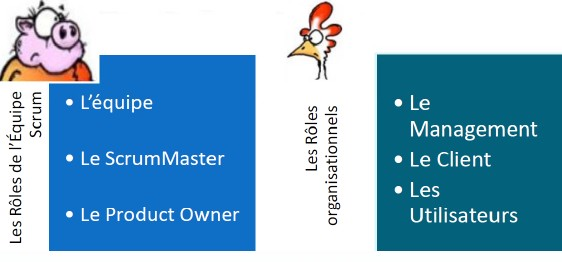 Les Rôles de l'Équipe
Scrum
• L'équipe
• Le ScrumMaster
• Le Product Owner
Les Rôles
organisationnels
• Le
Management
• Le Client
• Les
Utilisateurs